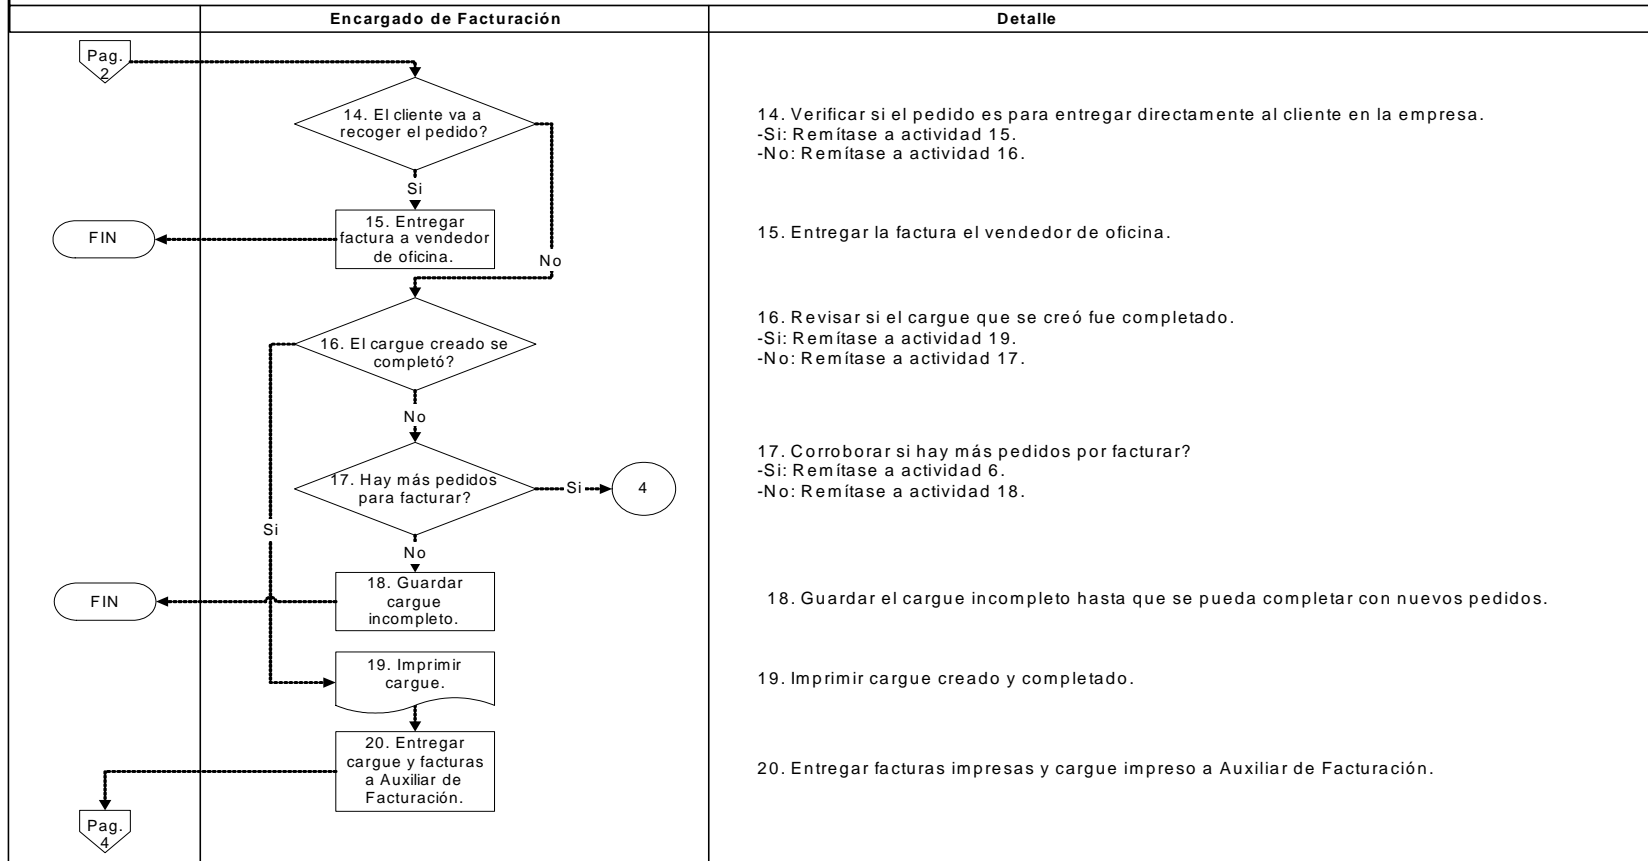 Encargado de Facturación
Detalle
Pag.
2
14. El cliente va a
recoger el pedido?
14. Verificar si el pedido es para entregar directamente al cliente en la empresa.
-Si: Remítase a actividad 15.
-No: Remítase a actividad 16.
Si
FIN
15. Entregar
factura a vendedor
de oficina.
15. Entregar la factura el vendedor de oficina.
No
16. El cargue creado se
completó?
16. Revisar si el cargue que se creó fue completado.
-Si: Remítase a actividad 19.
-No: Remítase a actividad 17.
No
17. Hay más pedidos
para facturar?
Si
4
17. Corroborar si hay más pedidos por facturar?
-Si: Remítase a actividad 6.
-No: Remítase a actividad 18.
Si
No
FIN
18. Guardar
cargue
incompleto.
18. Guardar el cargue incompleto hasta que se pueda completar con nuevos pedidos.
19. Imprimir
cargue.
19. Imprimir cargue creado y completado.
20. Entregar
cargue y facturas
a Auxiliar de
Facturación.
20. Entregar facturas impresas y cargue impreso a Auxiliar de Facturación.
Pag.
4